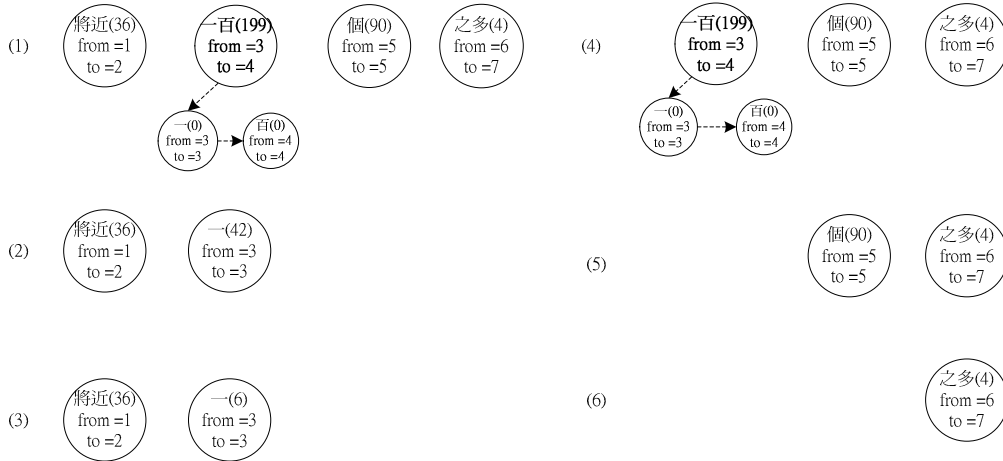 (1)
將近(36)
from =1
to =2
一百(199)
from =3
to =4
個(90)
from =5
to =5
之多(4)
from =6
to =7
一(0)
from =3
to =3
百(0)
from =4
to =4
(2)
將近(36)
from =1
to =2
一(42)
from =3
to =3
(3)
將近(36)
from =1
to =2
一(6)
from =3
to =3
(4)
一百(199)
from =3
to =4
個(90)
from =5
to =5
之多(4)
from =6
to =7
一(0)
from =3
to =3
百(0)
from =4
to =4
(5)
個(90)
from =5
to =5
之多(4)
from =6
to =7
(6)
之多(4)
from =6
to =7